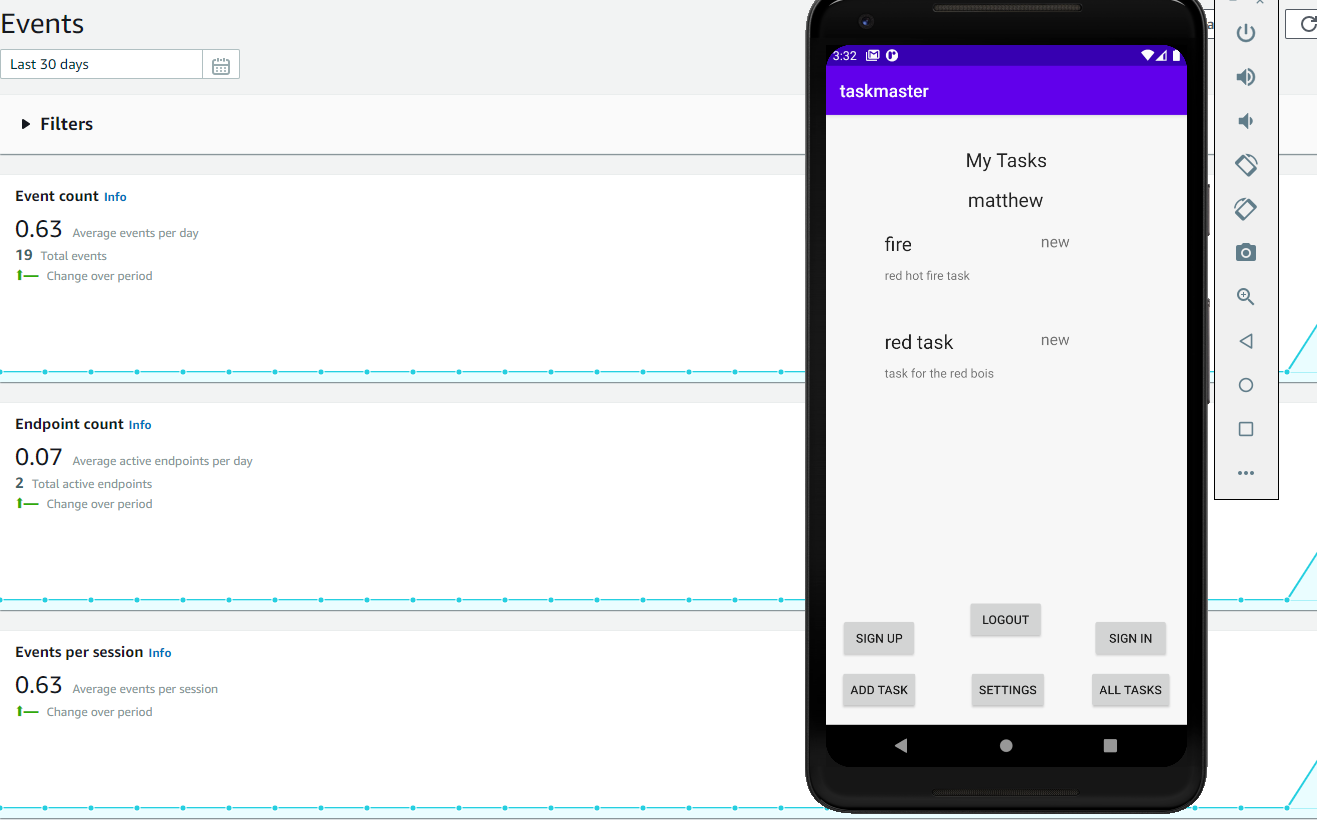 Events
Last 30 days
Filters
Event count Info
0.63 Average events per day
19 Total events
Change over period
Endpoint count Info
0.07 Average active endpoints per day
2 Total active endpoints
Change over period
Events per session Info
0.63 Average events per session
Change over period
3:32
taskmaster
My Tasks
matthew
fire new
red hot fire task
red task new
task for the red bois
LOGOUT
SIGN UP SIGN IN
ADD TASK SETTINGS ALL TASKS